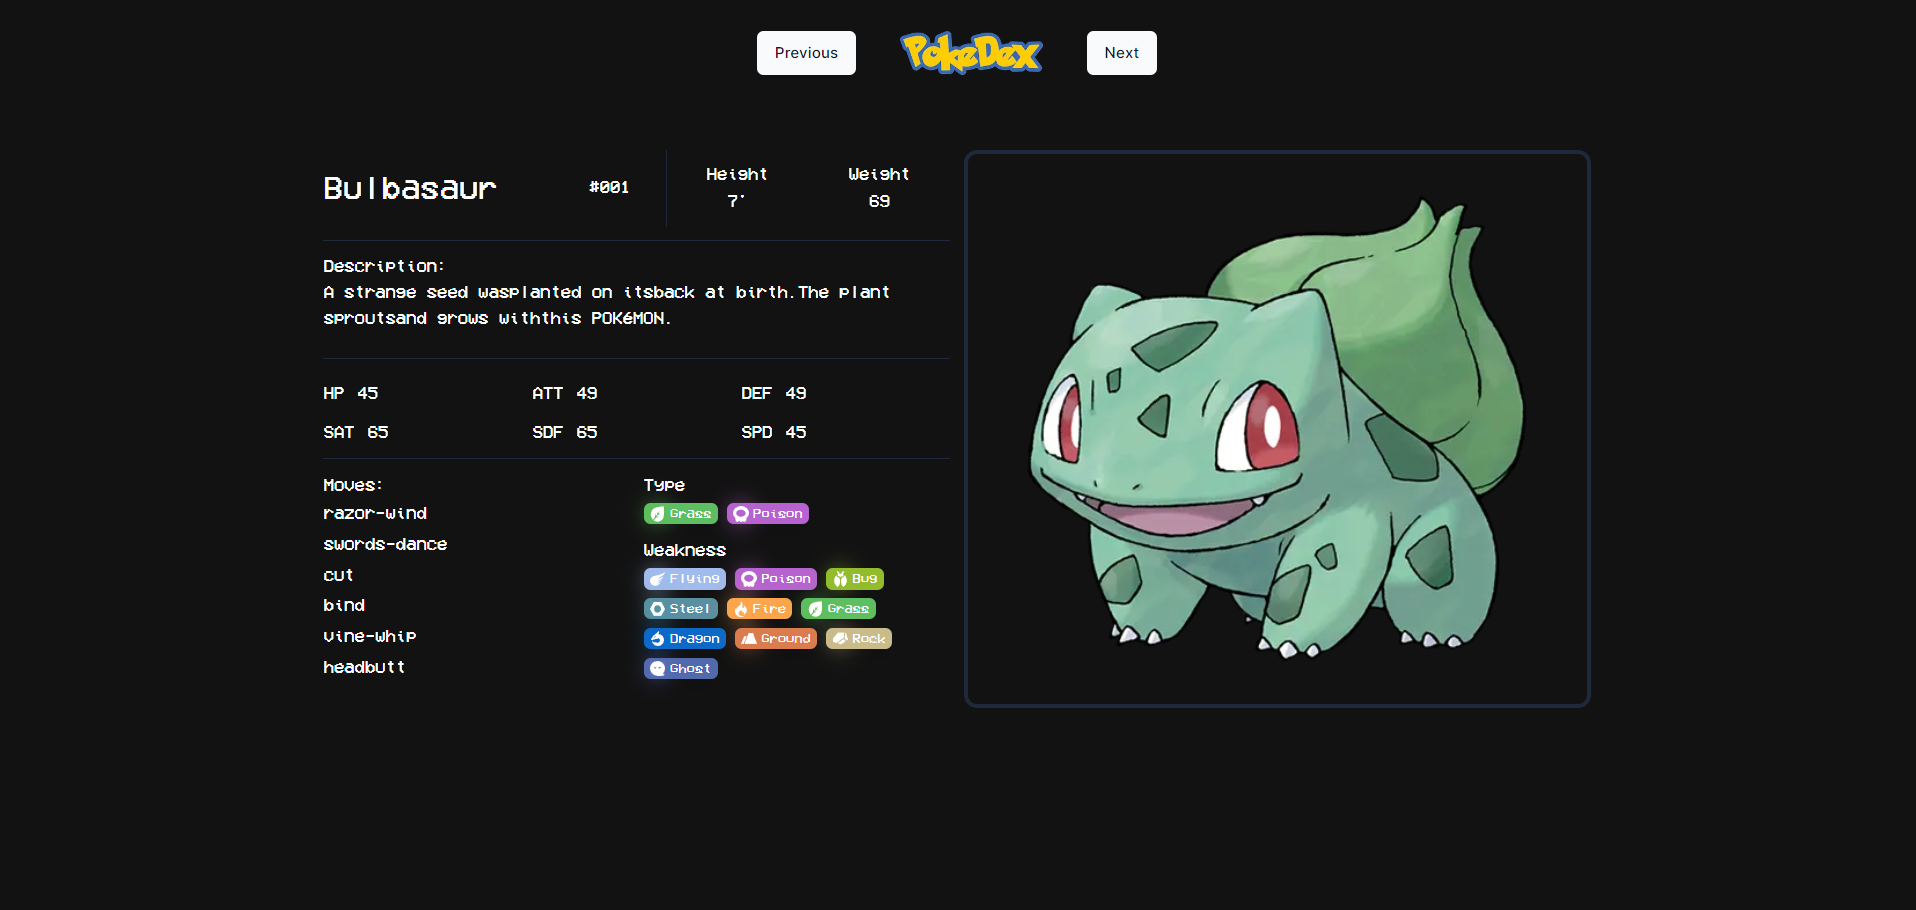 Previous
PokeDex
Next
Bulbasaur
#001
Height
7'
Weight
69
Description:
A strange seed wasplanted on itsback at birth.The plant
sproutsand grows withthis POKéMON.
HP 45
ATT 49
DEF 49
SAT 65
SDF 65
SPD 45
Moves:
razor-wind
swords-dance
cut
bind
vine-whip
headbutt
Type
Grass Poison
Weakness
Flying Poison Bug
Steel Fire Grass
Dragon Ground Rock
Ghost